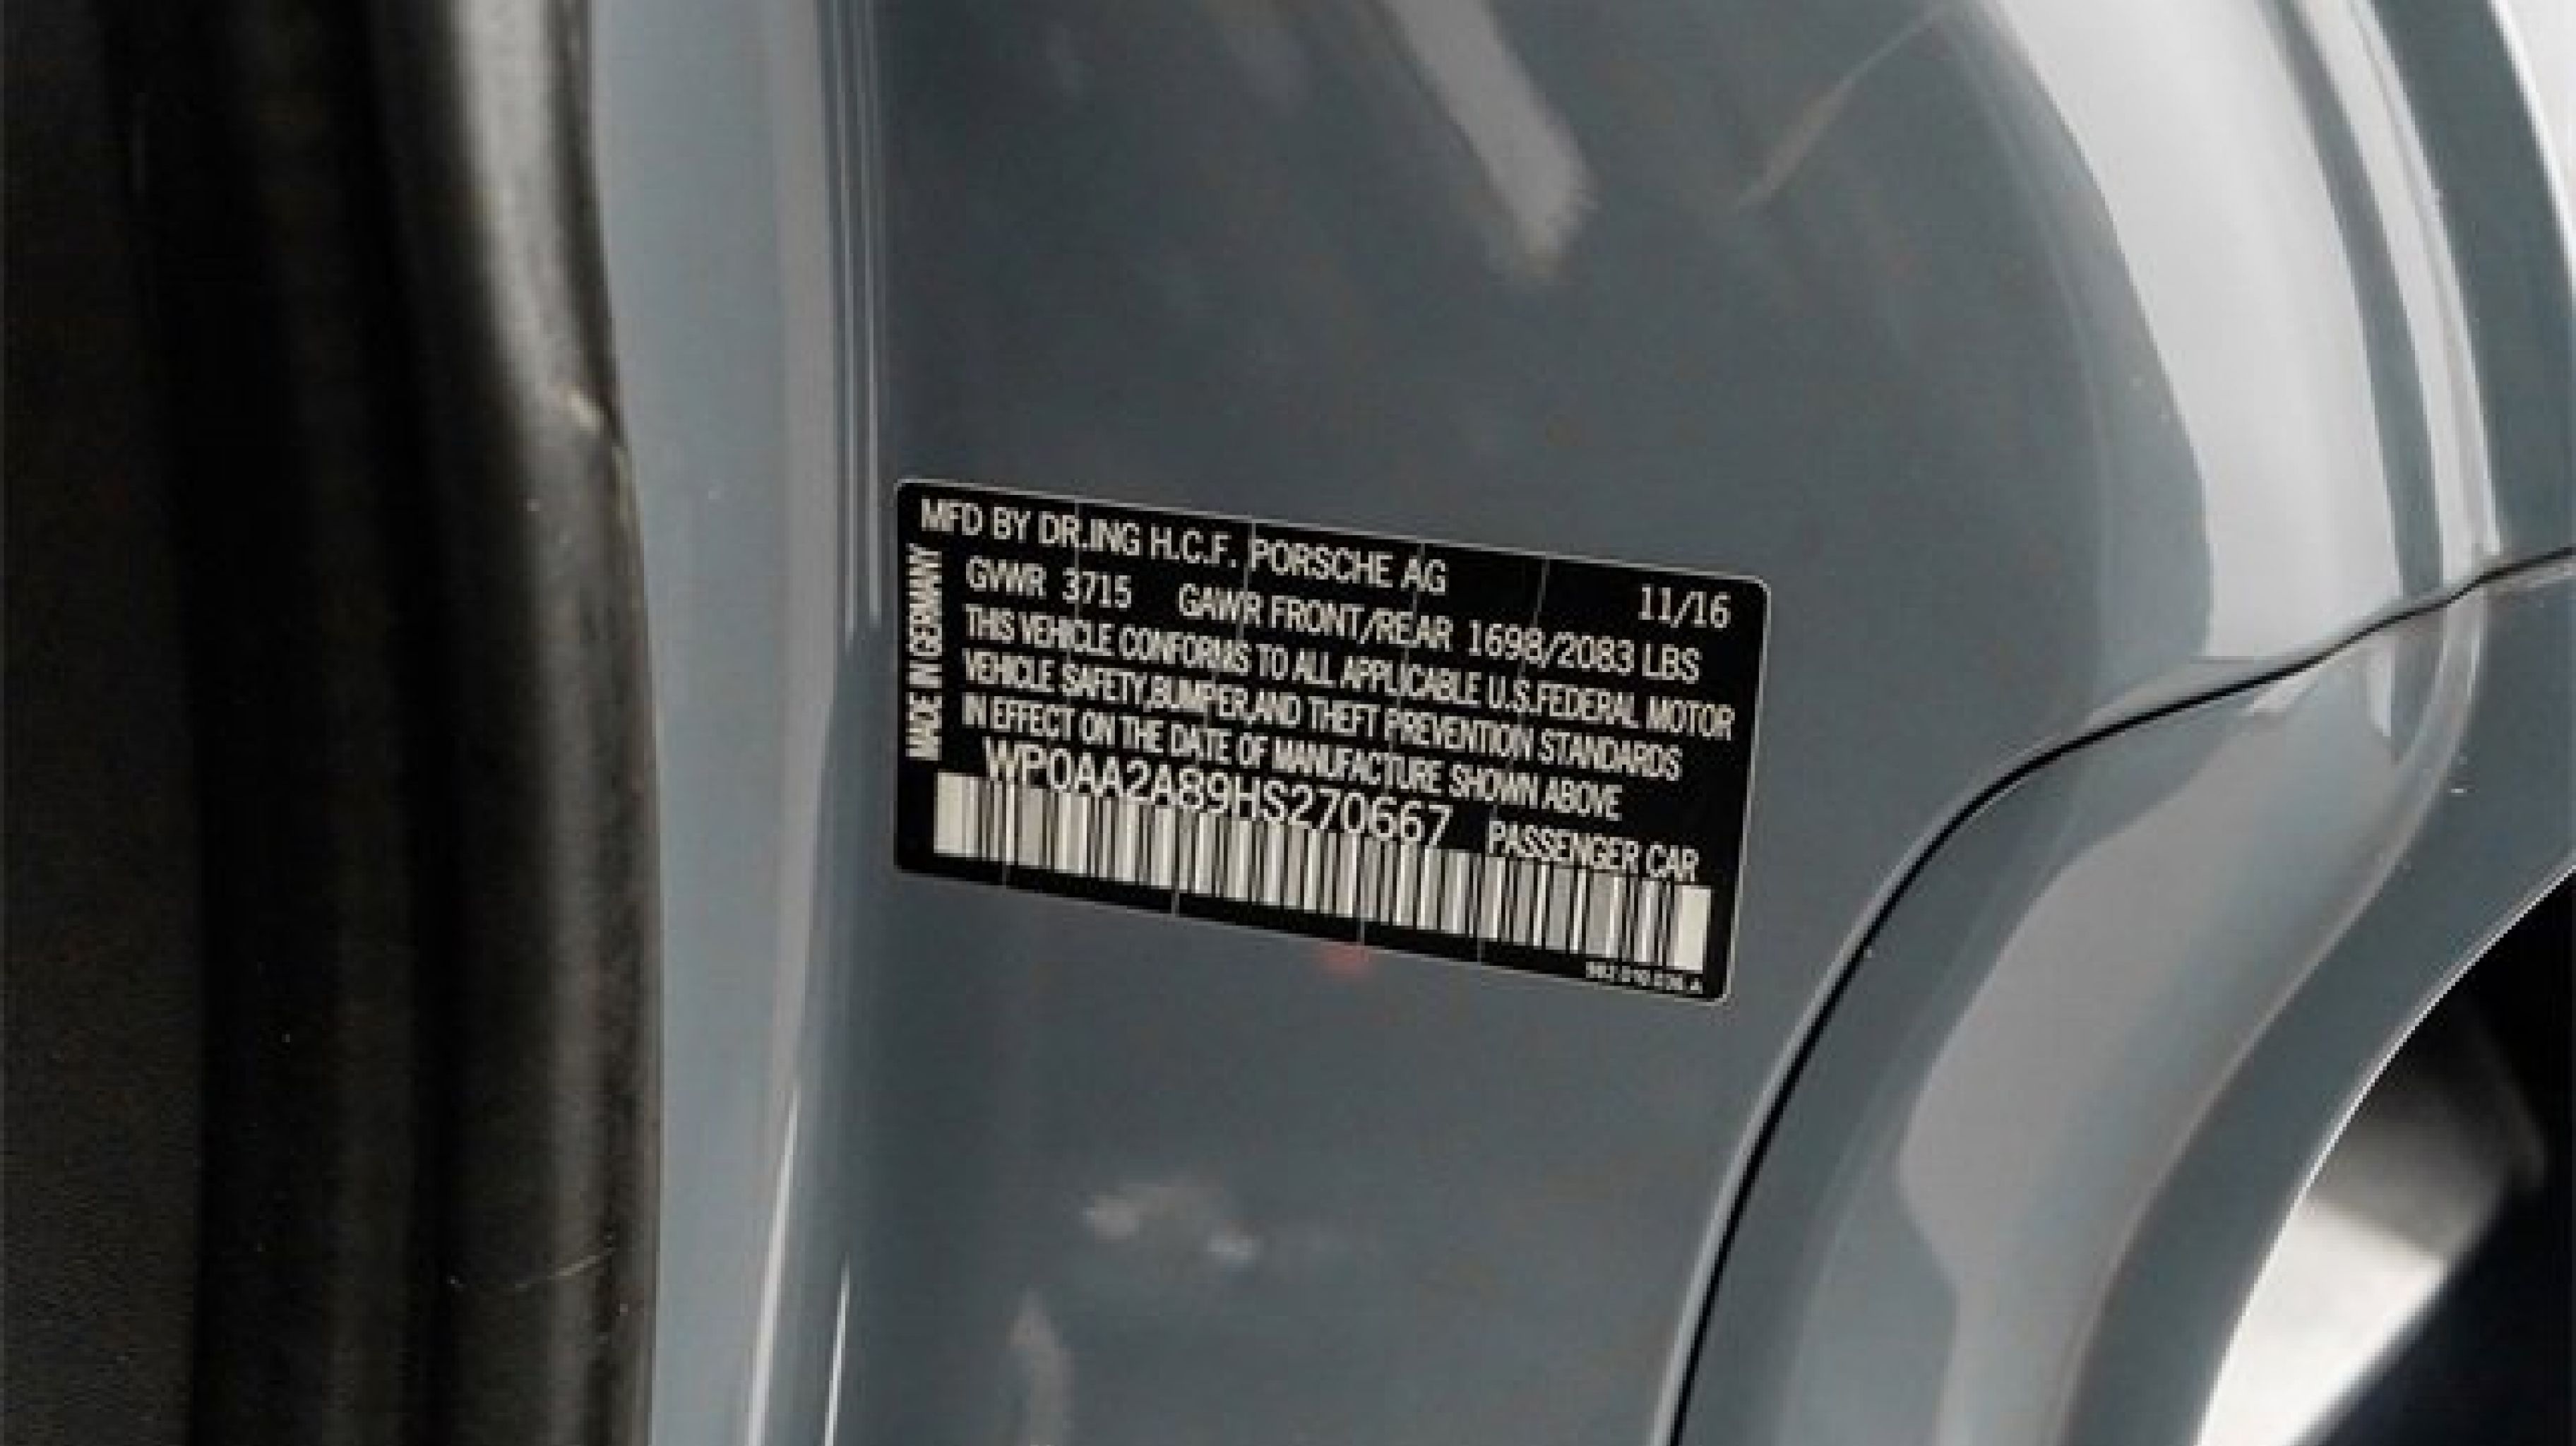 MFD BY DR.ING H.C.F. PORSCHE AG 11/16
GVWR 3715 GAWR FRONT/REAR 1698/2083 LBS
THIS VEHICLE CONFORMS TO ALL APPLICABLE U.S.FEDERAL MOTOR
VEHICLE SAFETY,BUMPER,AND THEFT PREVENTION STANDARDS
IN EFFECT ON THE DATE OF MANUFACTURE SHOWN ABOVE
WP0AA2A89HS270667 PASSENGER CAR
MADE IN GERMANY